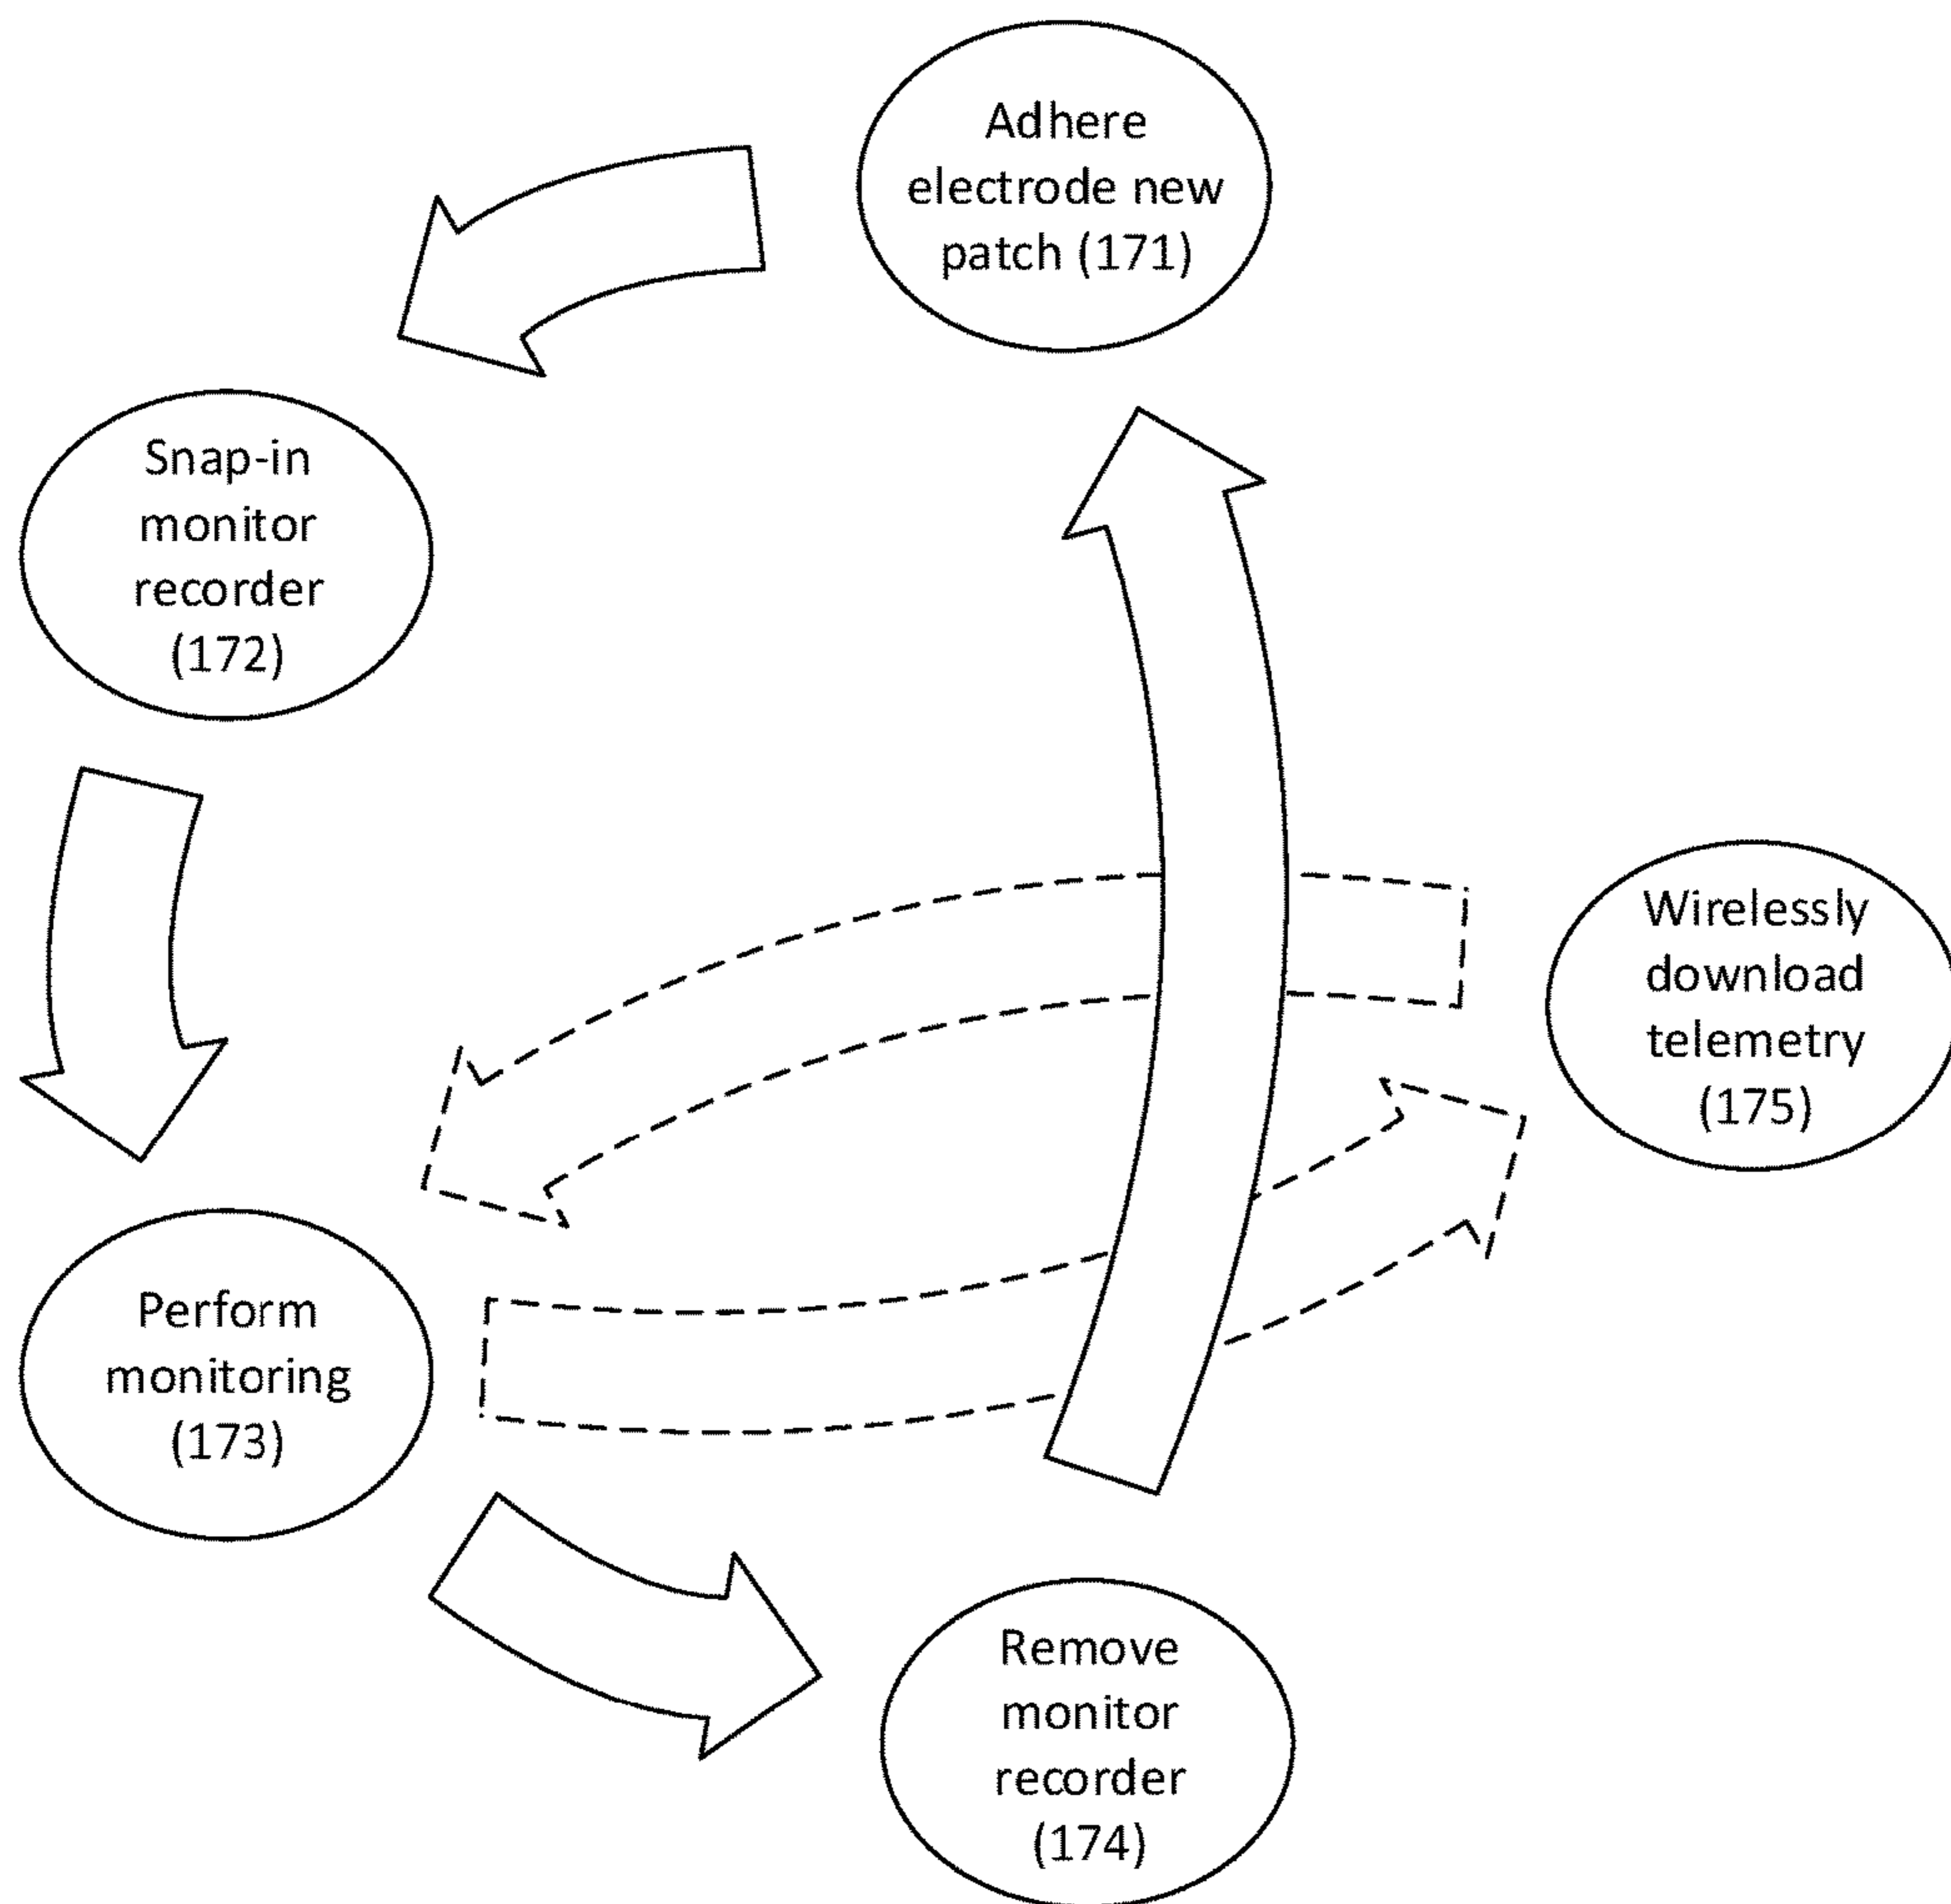 Adhere
electrode new
patch (171)
Snap-in
monitor
recorder
(172)
Wirelessly
download
telemetry
(175)
Perform
monitoring
(173)
Remove
monitor
recorder
(174)